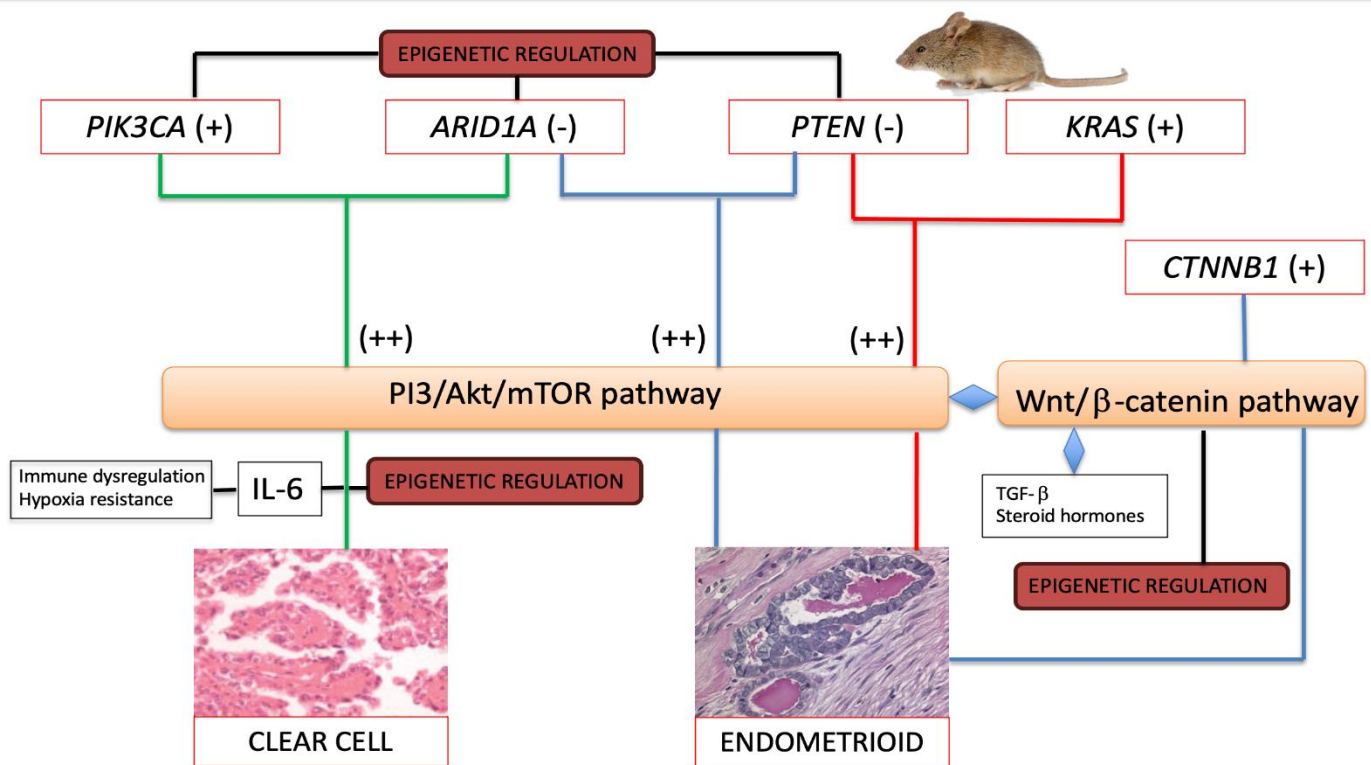 EPIGENETIC REGULATION
PIK3CA (+)
ARID1A (-)
PTEN (-)
KRAS (+)
CTNNB1 (+)
(++)
(++)
(++)
PI3/Akt/mTOR pathway
Wnt/β-catenin pathway
Immune dysregulation
Hypoxia resistance
IL-6
EPIGENETIC REGULATION
TGF- β
Steroid hormones
EPIGENETIC REGULATION
CLEAR CELL
ENDOMETRIOID